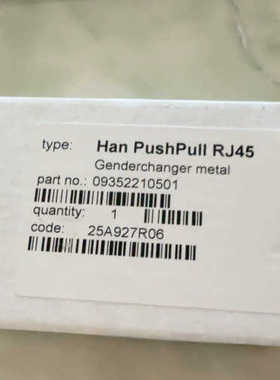 type: Han PushPull RJ45
Genderchanger metal
part no.: 09352210501
quantity: 1
code: 25A927R06